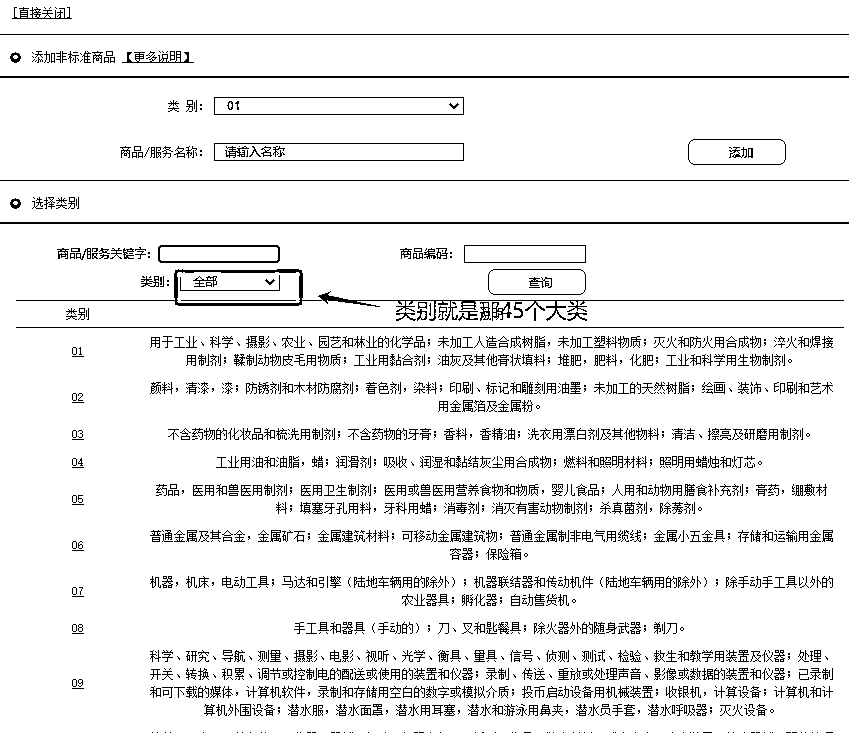 [直接关闭]
添加非标准商品 【更多说明】
类 别： 01
商品/服务名称： 请输入名称 添加
选择类别
商品/服务关键字： 商品编码：
类别： 全部 查询
类别就是那45个大类
类别
01 用于工业、科学、摄影、农业、园艺和林业的化学品；未加工人造合成树脂，未加工塑料物质；灭火和防火用合成物；淬火和焊接
用制剂；鞣制动物皮毛用物质；工业用黏合剂；油灰及其他膏状填料；堆肥，肥料，化肥；工业和科学用生物制剂。
02 颜料，清漆，漆；防锈剂和木材防腐剂；着色剂，染料；印刷、标记和雕刻用油墨；未加工的天然树脂；绘画、装饰、印刷和艺术
用金属箔及金属粉。
03 不含药物的化妆品和梳洗用制剂；不含药物的牙膏；香料，香精油；洗衣用漂白剂及其他物料；清洁、擦亮及研磨用制剂。
04 工业用油和油脂，蜡；润滑剂；吸收、润湿和黏结灰尘用合成物；燃料和照明材料；照明用蜡烛和灯芯。
05 药品，医用和兽医用制剂；医用卫生制剂；医用或兽医用营养食物和物质，婴儿食品；人用和动物用膳食补充剂；膏药，绷敷材
料；填塞牙孔用料，牙科用蜡；消毒剂；消灭有害动物制剂；杀真菌剂，除莠剂。
06 普通金属及其合金，金属矿石；金属建筑材料；可移动金属建筑物；普通金属制非电气用缆线；金属小五金具；存储和运输用金属
容器；保险箱。
07 机器，机床，电动工具；马达和引擎（陆地车辆用的除外）；机器联结器和传动机件（陆地车辆用的除外）；除手动手工具以外的
农业器具；孵化器；自动售货机。
08 手工具和器具（手动的）；刀、叉和匙餐具；除火器外的随身武器；剃刀。
09 科学、研究、导航、测量、摄影、电影、视听、光学、衡具、量具、信号、侦测、测试、检验、救生和教学用装置及仪器；处理、
开关、转换、积累、调节或控制电的配送或使用的装置和仪器；录制、传送、重放或处理声音、影像或数据的装置和仪器；已录制
和可下载的媒体，计算机软件，录制和存储用空白的数字或模拟介质；投币启动设备用机械装置；收银机，计算设备；计算机和计
算机外围设备；潜水服，潜水面罩，潜水用耳塞，潜水和游泳用鼻夹，潜水员手套，潜水呼吸器；灭火设备。